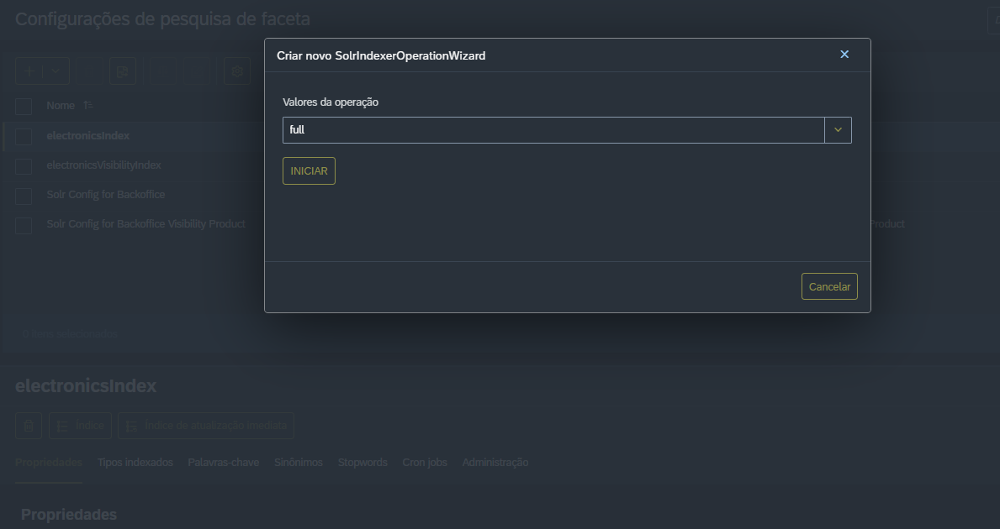 Configurações de pesquisa de faceta
Criar novo SolrIndexerOperationWizard
Valores da operação
full
INICIAR
Cancelar
Nome
electronicsIndex
electronicsVisibilityIndex
Solr Config for Backoffice
Solr Config for Backoffice Visibility Product
Product
0 itens selecionados
electronicsIndex
Índice
Índice de atualização imediata
Propriedades Tipos indexados Palavras-chave Sinônimos Stopwords Cron jobs Administração
Propriedades